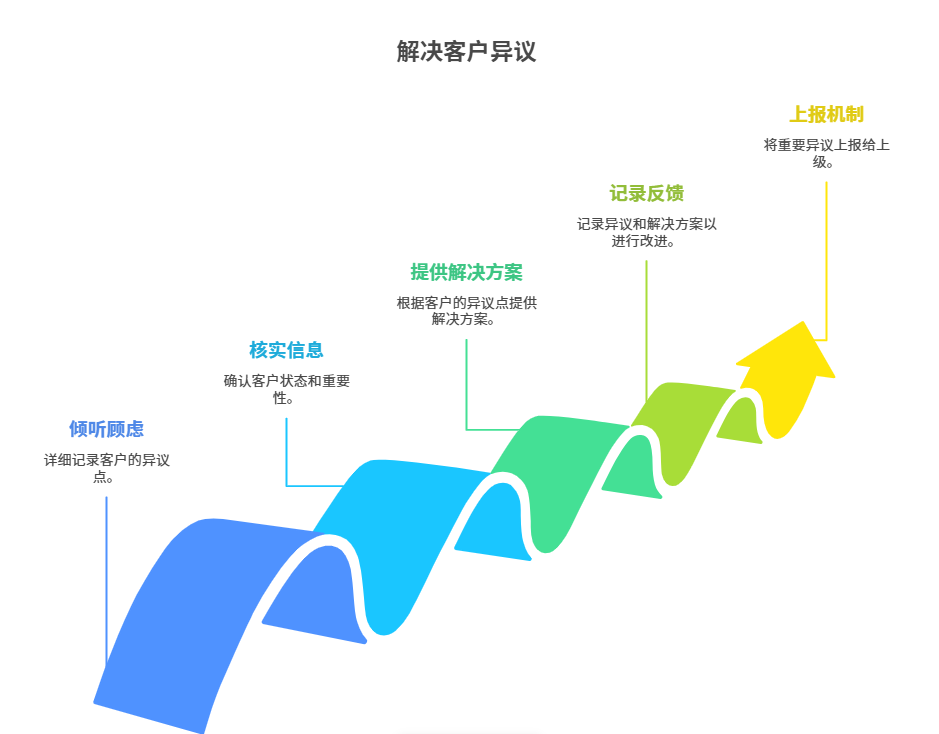 解决客户异议
上报机制
将重要异议上报给上
级。
记录反馈
记录异议和解决方案以
进行改进。
提供解决方案
根据客户的异议点提供
解决方案。
核实信息
确认客户状态和重要
性。
倾听顾虑
详细记录客户的异议
点。